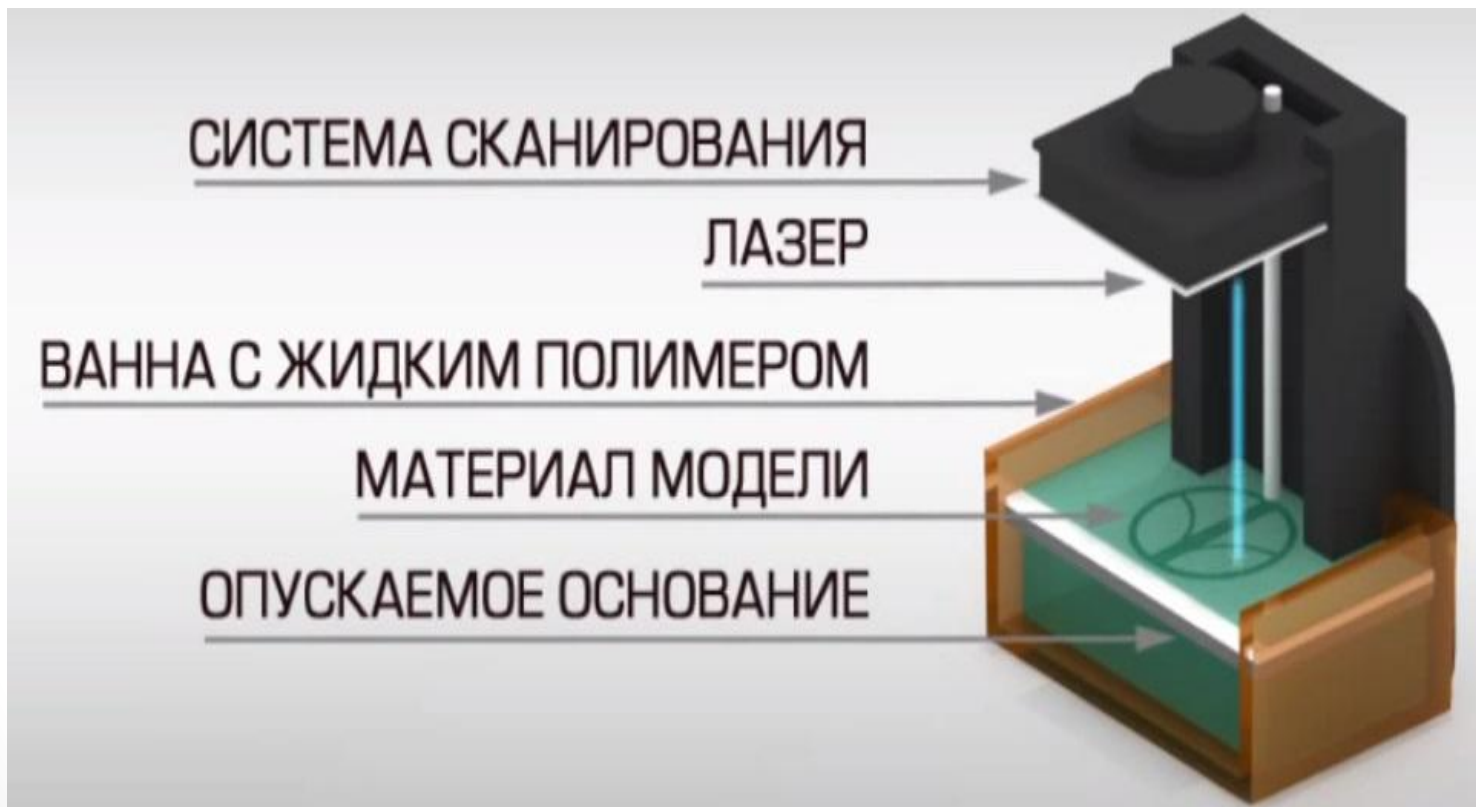 СИСТЕМА СКАНИРОВАНИЯ
ЛАЗЕР
ВАННА С ЖИДКИМ ПОЛИМЕРОМ
МАТЕРИАЛ МОДЕЛИ
ОПУСКАЕМОЕ ОСНОВАНИЕ